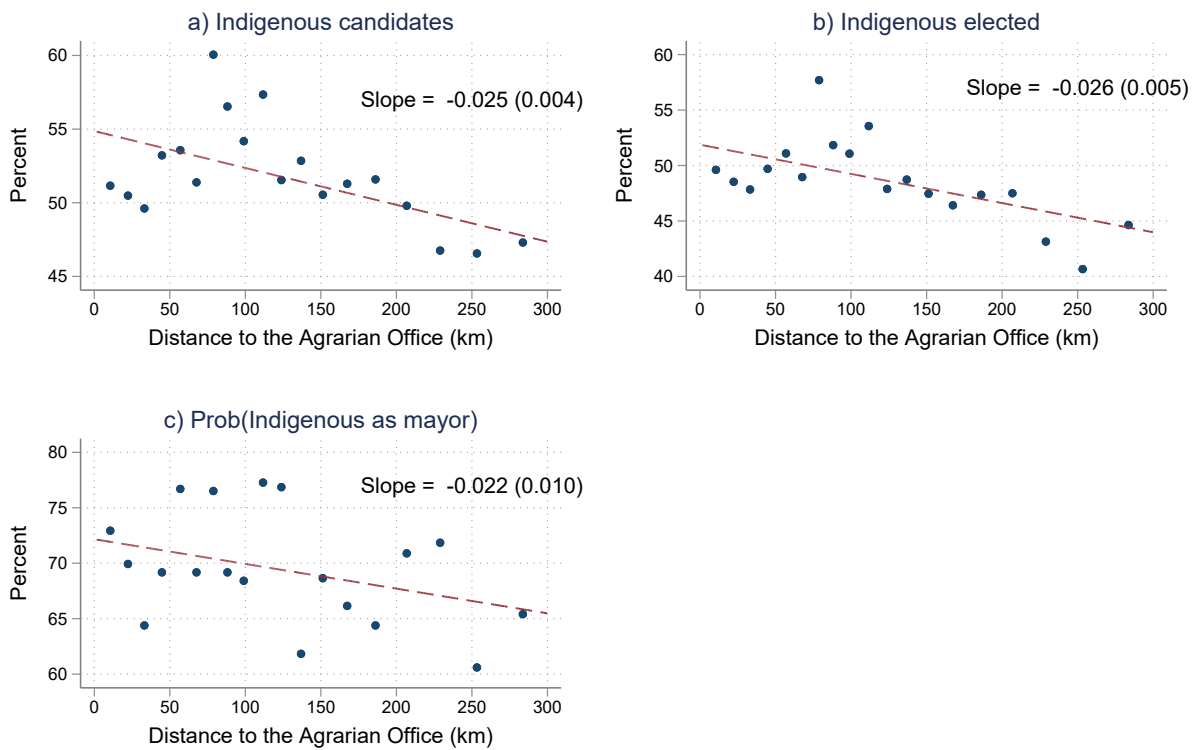 a) Indigenous candidates
Percent
60
55
50
45
Slope =  -0.025 (0.004)
0 50 100 150 200 250 300
Distance to the Agrarian Office (km)
b) Indigenous elected
Percent
60
55
50
45
40
Slope =  -0.026 (0.005)
0 50 100 150 200 250 300
Distance to the Agrarian Office (km)
c) Prob(Indigenous as mayor)
Percent
80
75
70
65
60
Slope =  -0.022 (0.010)
0 50 100 150 200 250 300
Distance to the Agrarian Office (km)